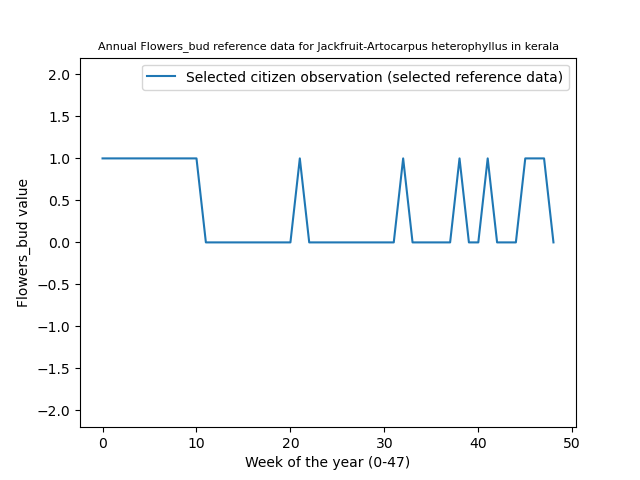 Annual Flowers_bud reference data for Jackfruit-Artocarpus heterophyllus in kerala
Selected citizen observation (selected reference data)
2.0
1.5
1.0
0.5
0.0
−0.5
−1.0
−1.5
−2.0
Flowers_bud value
0 10 20 30 40 50
Week of the year (0-47)